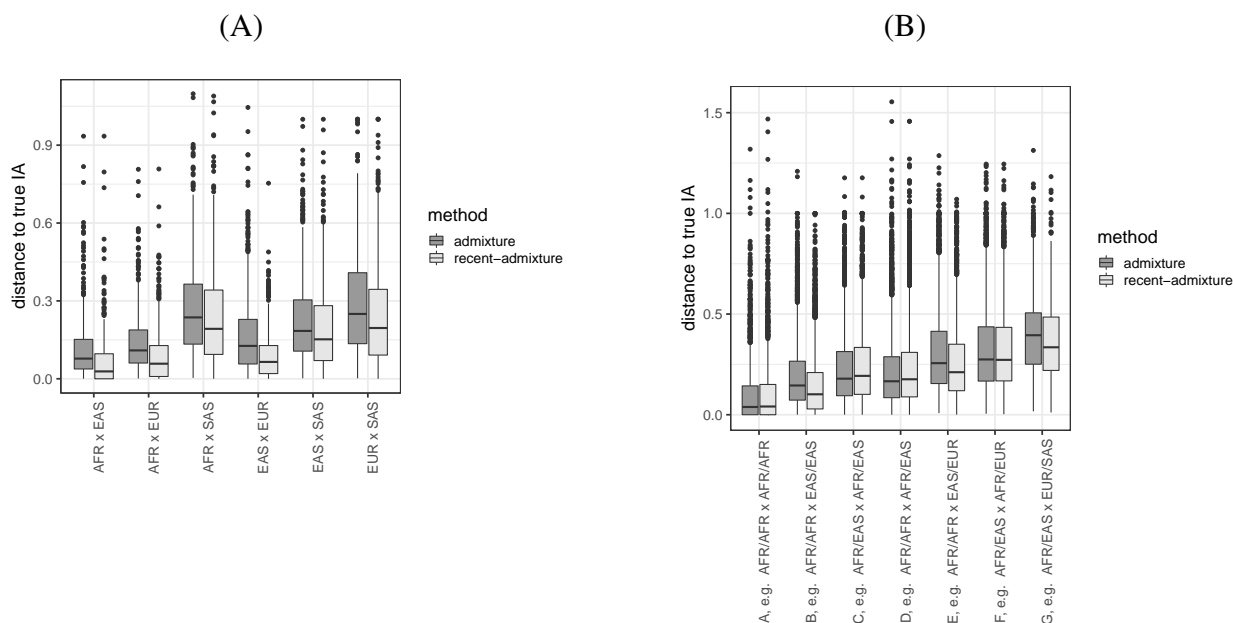 (A)
(B)
distance to true IA
0.9
0.6
0.3
0.0
AFR x EAS
AFR x EUR
AFR x SAS
EAS x EUR
EAS x SAS
EUR x SAS
method
admixture
recent−admixture
distance to true IA
1.5
1.0
0.5
0.0
A, e.g. AFR/AFR x AFR/AFR
B, e.g. AFR/AFR x EAS/EAS
C, e.g. AFR/EAS x AFR/EAS
D, e.g. AFR/AFR x AFR/EAS
E, e.g. AFR/AFR x EAS/EUR
F, e.g. AFR/EAS x AFR/EUR
G, e.g. AFR/EAS x EUR/SAS
method
admixture
recent−admixture